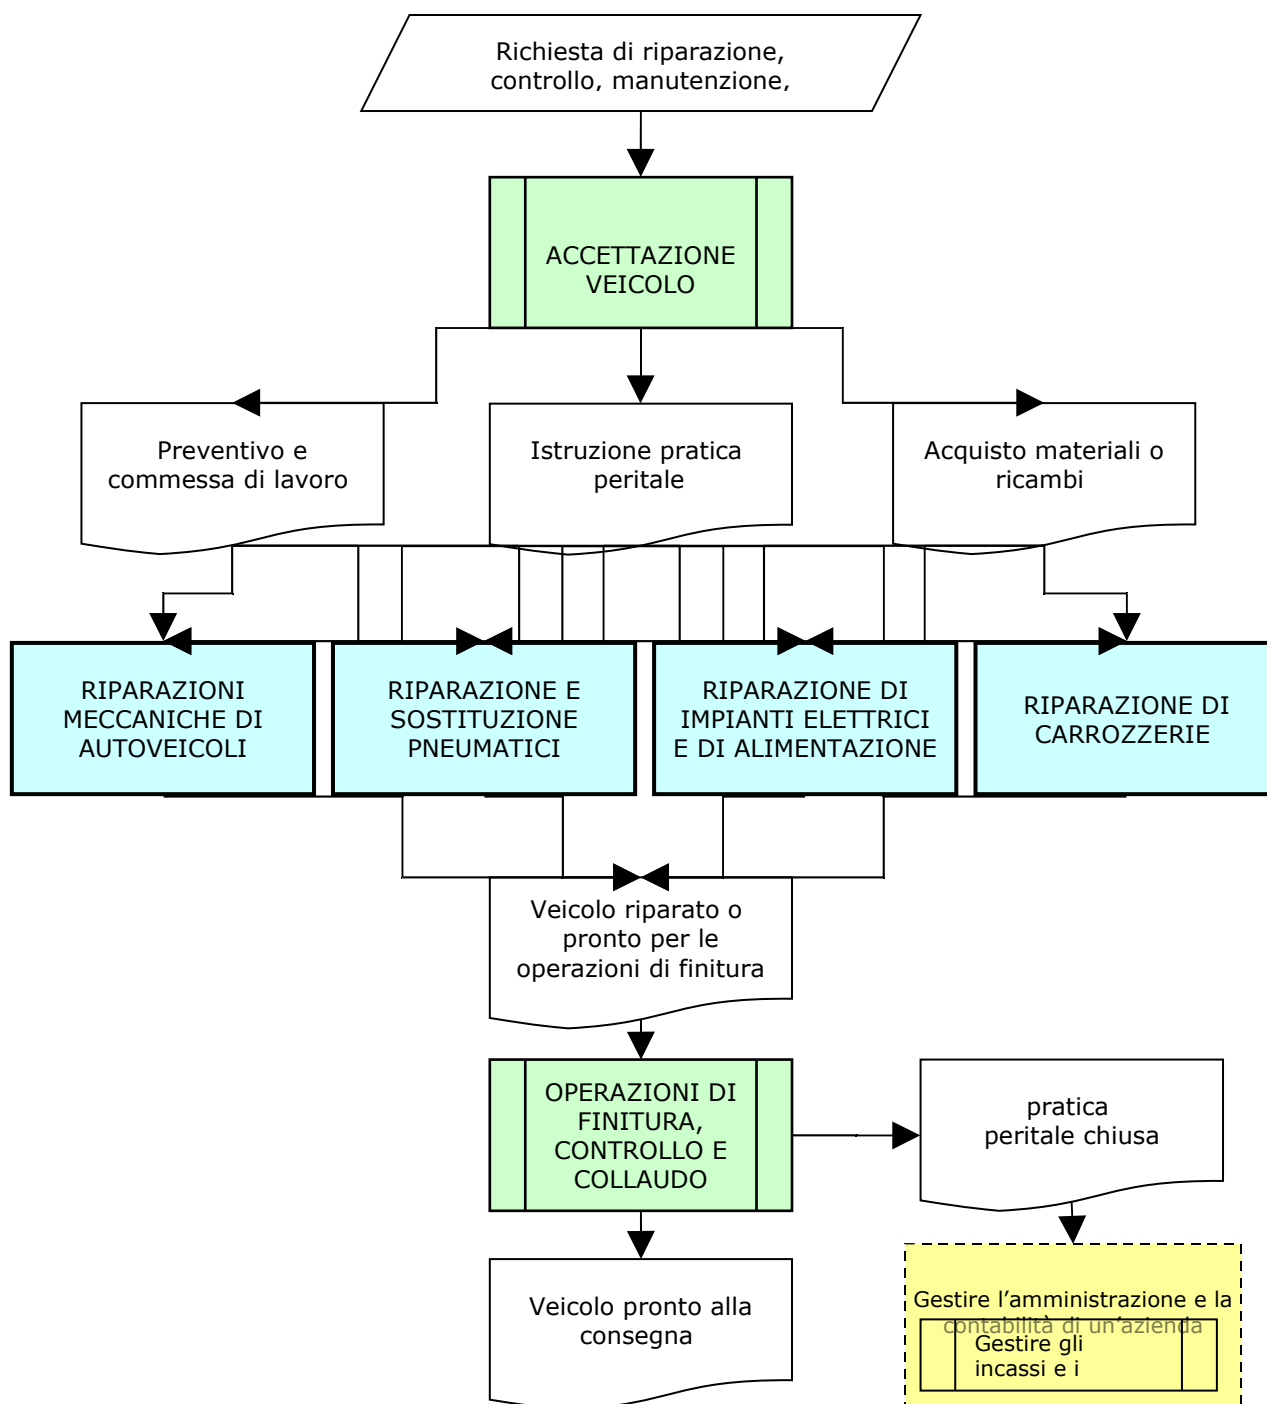 Richiesta di riparazione,
controllo, manutenzione,
ACCETTAZIONE
VEICOLO
Preventivo e
commessa di lavoro
Istruzione pratica
peritale
Acquisto materiali o
ricambi
RIPARAZIONI
MECCANICHE DI
AUTOVEICOLI
RIPARAZIONE E
SOSTITUZIONE
PNEUMATICI
RIPARAZIONE DI
IMPIANTI ELETTRICI
E DI ALIMENTAZIONE
RIPARAZIONE DI
CARROZZERIE
Veicolo riparato o
pronto per le
operazioni di finitura
OPERAZIONI DI
FINITURA,
CONTROLLO E
COLLAUDO
pratica
peritale chiusa
Veicolo pronto alla
consegna
Gestire l’amministrazione e la
contabilità di un’azienda
Gestire gli
incassi e i